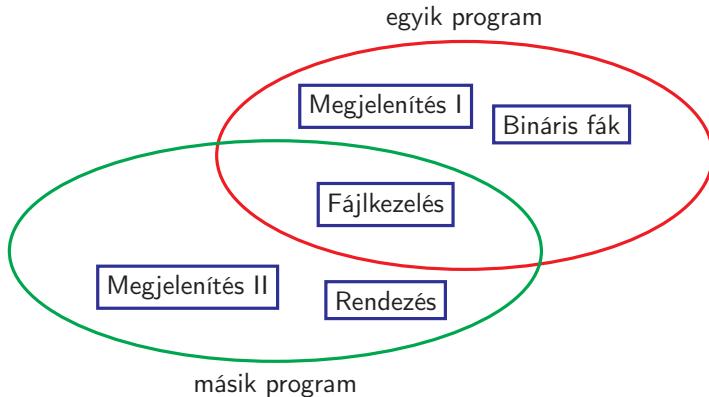 egyik program
Megjelenítés I
Bináris fák
Fájlkezelés
Megjelenítés II
Rendezés
másik program